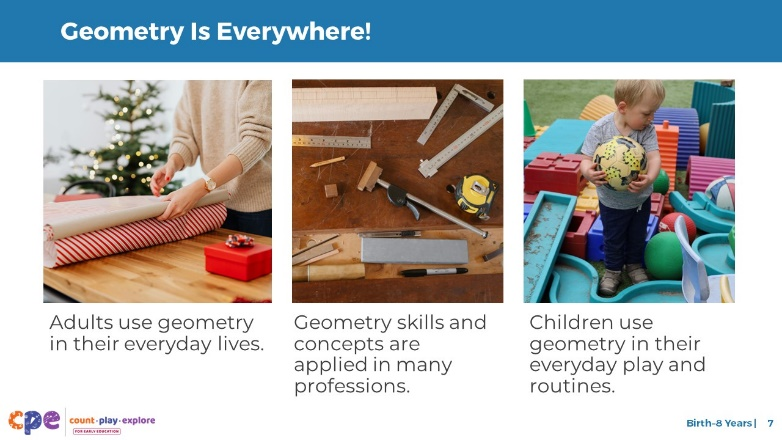 Geometry Is Everywhere!
Adults use geometry
in their everyday lives.
Geometry skills and
concepts are
applied in many
professions.
Children use
geometry in their
everyday play and
routines.
cpe
count·play·explore
FOR EARLY EDUCATION
Birth–8 Years| 7